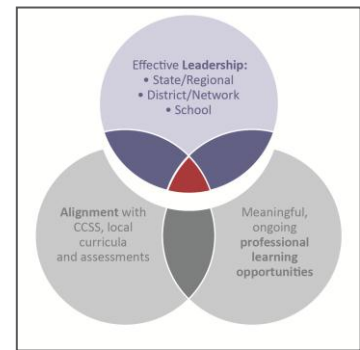 Effective Leadership:
• State/Regional
• District/Network
• School
Alignment with
CCSS, local
curricula
and assessments
Meaningful,
ongoing
professional
learning
opportunities